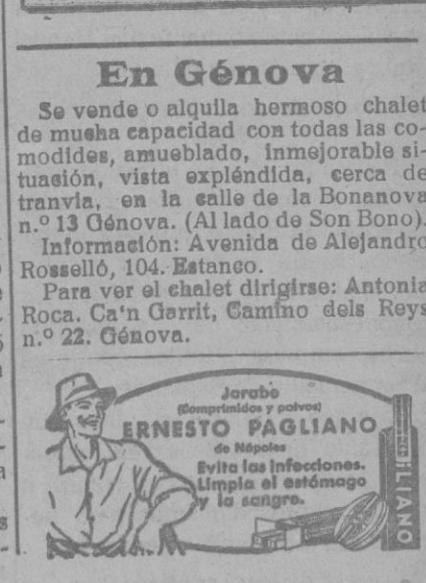 En Génova
Se vende o alquila hermoso chalet
de mucha capacidad con todas las co-
modides, amueblado, inmejorable si-
tuación, vista expléndida, cerca de
tranvia, en la calle de la Bonanova
n.º 13 Génova. (Al lado de Son Bono).
Información: Avenida de Alejandro
Rosselló, 104. Estanco.
Para ver el chalet dirigirse: Antonia
Roca. Ca'n Garrit, Camino dels Reys
n.º 22. Génova.
Jarabe
(Comprimidos y polvos)
ERNESTO PAGLIANO
de Nápoles
Evita las infecciones.
Limpia el estómago
y la sangre.